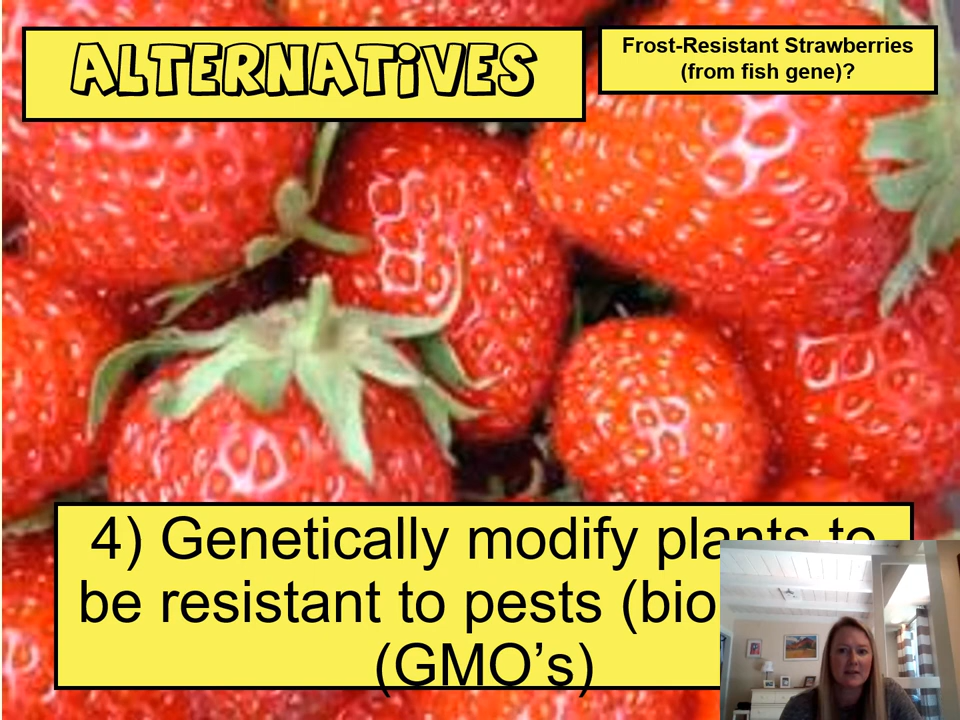 ALTERNATiVES
Frost-Resistant Strawberries
(from fish gene)?
4) Genetically modify plants to
be resistant to pests (bio
(GMO’s)